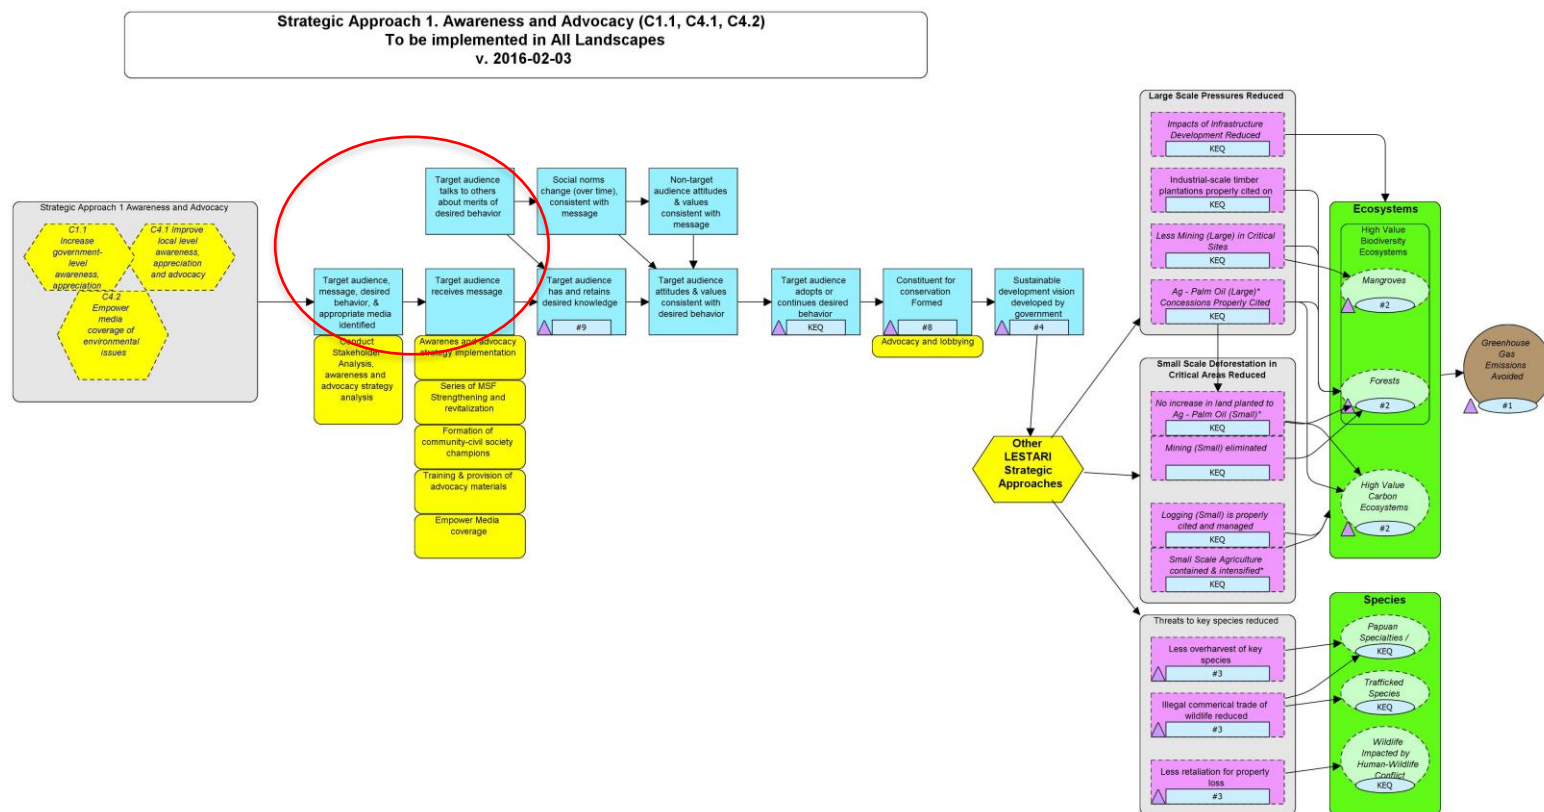 Strategic Approach 1. Awareness and Advocacy (C1.1, C4.1, C4.2)
To be implemented in All Landscapes
v. 2016-02-03
Strategic Approach 1 Awareness and Advocacy
C1.1
Increase
government-
level
awareness,
appreciation
C4.1 Improve
local level
awareness,
appreciation
and advocacy
C4.2
Empower
media
coverage of
environmental
issues
Target audience
talks to others
about merits of
desired behavior
Social norms
change (over time),
consistent with
message
Non-target
audience attitudes
& values
consistent with
message
Target audience,
message, desired
behavior, &
appropriate media
identified
Target audience
receives message
Target audience
has and retains
desired knowledge
#9
Target audience
attitudes & values
consistent with
desired behavior
Target audience
adopts or
continues desired
behavior
KEQ
Constituent for
conservation
Formed
#8
Sustainable
development vision
developed by
government
#4
Conduct
Stakeholder
Analysis,
awareness and
advocacy strategy
analysis
Awarenes and advocacy
strategy implementation
Series of MSF
Strengthening and
revitalization
Formation of
community-civil society
champions
Training & provision of
advocacy materials
Empower Media
coverage
Advocacy and lobbying
Other
LESTARI
Strategic
Approaches
Large Scale Pressures Reduced
Impacts of Infrastructure
Development Reduced
KEQ
Industrial-scale timber
plantations properly cited on
KEQ
Less Mining (Large) in Critical
Sites
KEQ
Ag - Palm Oil (Large)*
Concessions Properly Cited
KEQ
Small Scale Deforestation in
Critical Areas Reduced
No increase in land planted to
Ag - Palm Oil (Small)*
KEQ
Mining (Small) eliminated
KEQ
Logging (Small) is properly
cited and managed
KEQ
Small Scale Agriculture
contained & intensified*
KEQ
Threats to key species reduced
Less overharvest of key
species
#3
Illegal commerical trade of
wildlife reduced
#3
Less retaliation for property
loss
#3
Ecosystems
High Value
Biodiversity
Ecosystems
Mangroves
#2
Forests
#2
High Value
Carbon
Ecosystems
#2
Species
Papuan
Specialties /
KEQ
Trafficked
Species
KEQ
Wildlife
Impacted by
Human-Wildlife
Conflict
KEQ
Greenhouse
Gas
Emissions
Avoided
#1